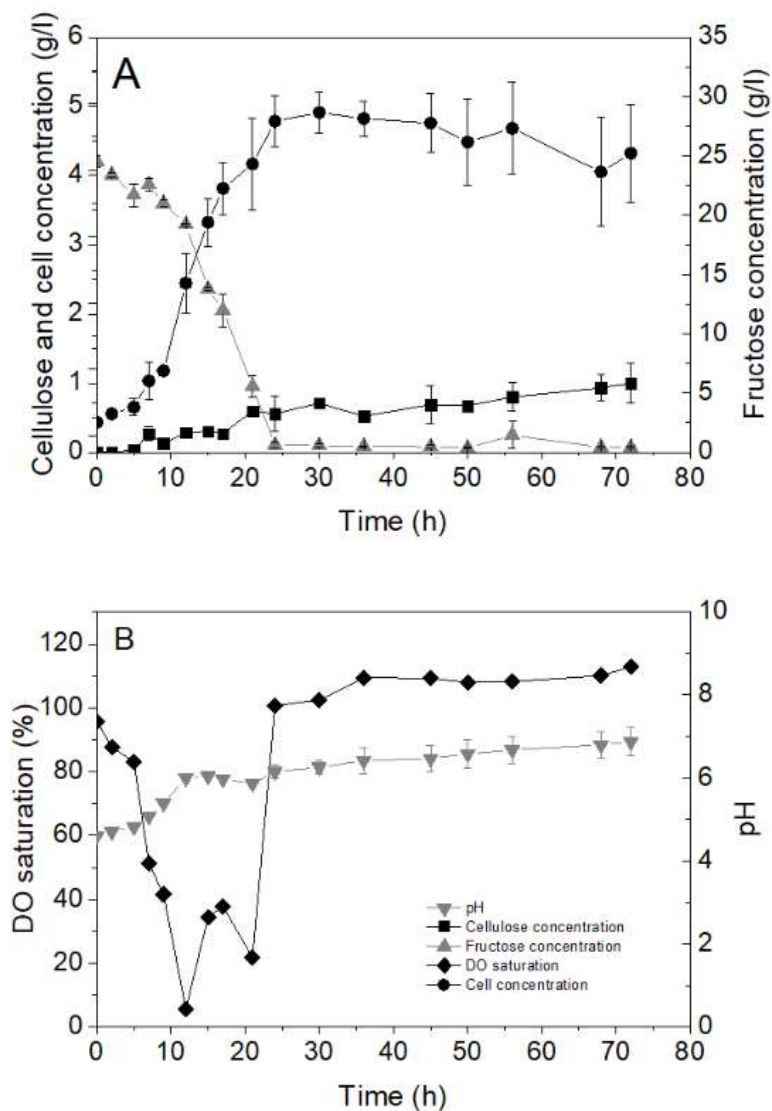 A
Cellulose and cell concentration (g/l)
6
5
4
3
2
1
0
35
30
25
20
15
10
5
0
Fructose concentration (g/l)
0 10 20 30 40 50 60 70 80
Time (h)
B
DO saturation (%)
120
100
80
60
40
20
0
10
8
6
4
2
0
pH
pH
Cellulose concentration
Fructose concentration
DO saturation
Cell concentration
0 10 20 30 40 50 60 70 80
Time (h)